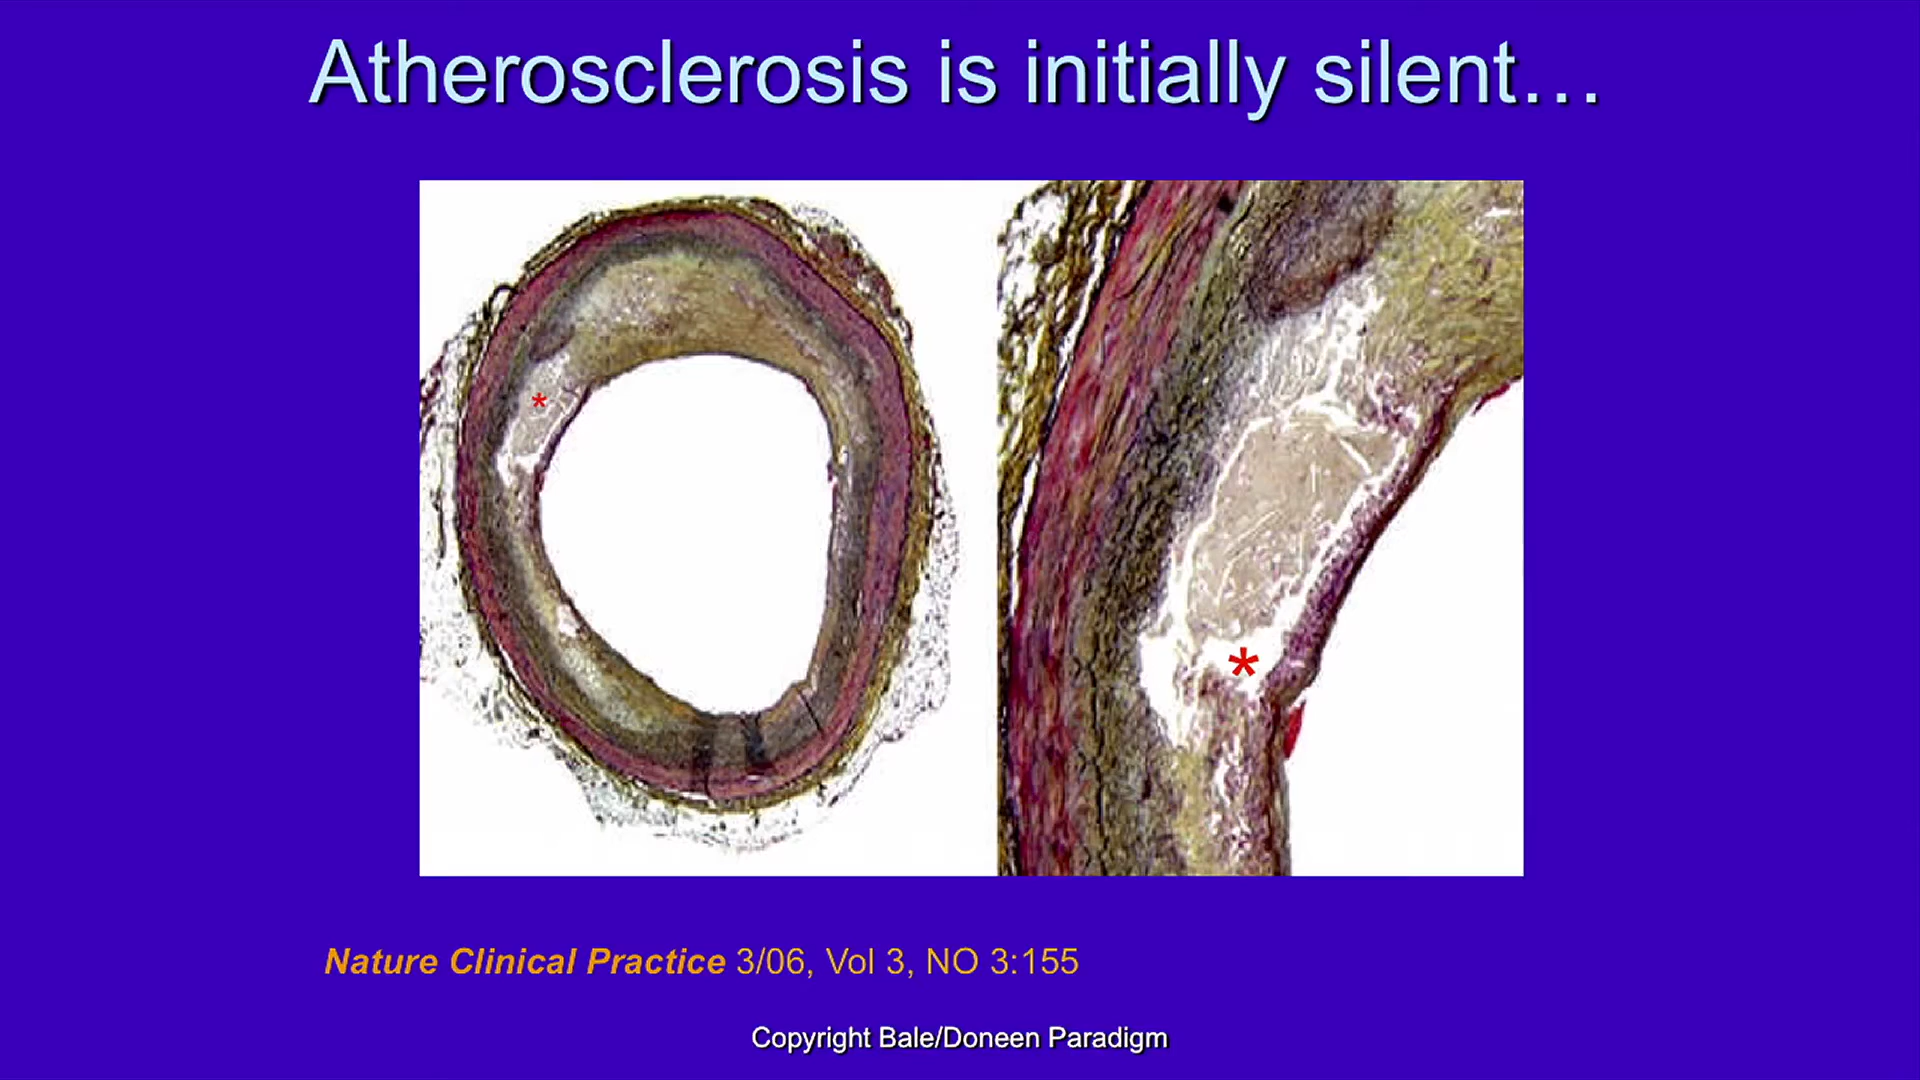 Atherosclerosis is initially silent…
*
*
Nature Clinical Practice 3/06, Vol 3, NO 3:155
Copyright Bale/Doneen Paradigm